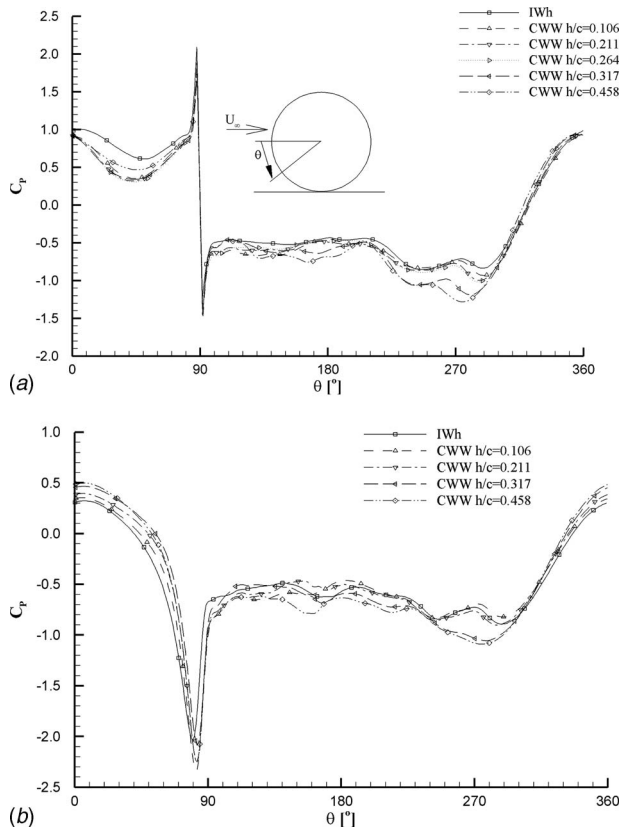 IWh
CWW h/c=0.106
CWW h/c=0.211
CWW h/c=0.264
CWW h/c=0.317
CWW h/c=0.458
2.5
2.0
1.5
1.0
0.5
0.0
-0.5
-1.0
-1.5
2.0
C_P
U∞
θ
0 90 180 270 360
θ [°]
(a)
IWh
CWW h/c=0.106
CWW h/c=0.211
CWW h/c=0.317
CWW h/c=0.458
1.0
0.5
0.0
-0.5
-1.0
-1.5
-2.0
-2.5
C_P
0 90 180 270 360
θ [°]
(b)